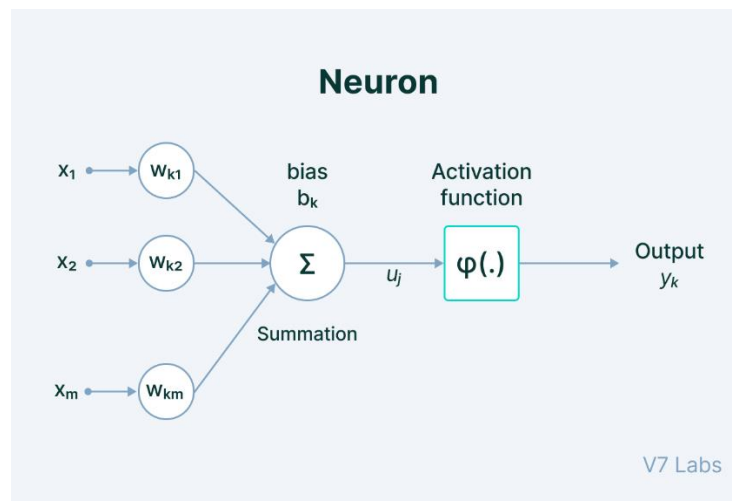 Neuron
x₁
wₖ₁
bias
bₖ
Activation
function
x₂
wₖ₂
Σ
uⱼ
φ(.)
Output
yₖ
Summation
xₘ
wₖₘ
V7 Labs